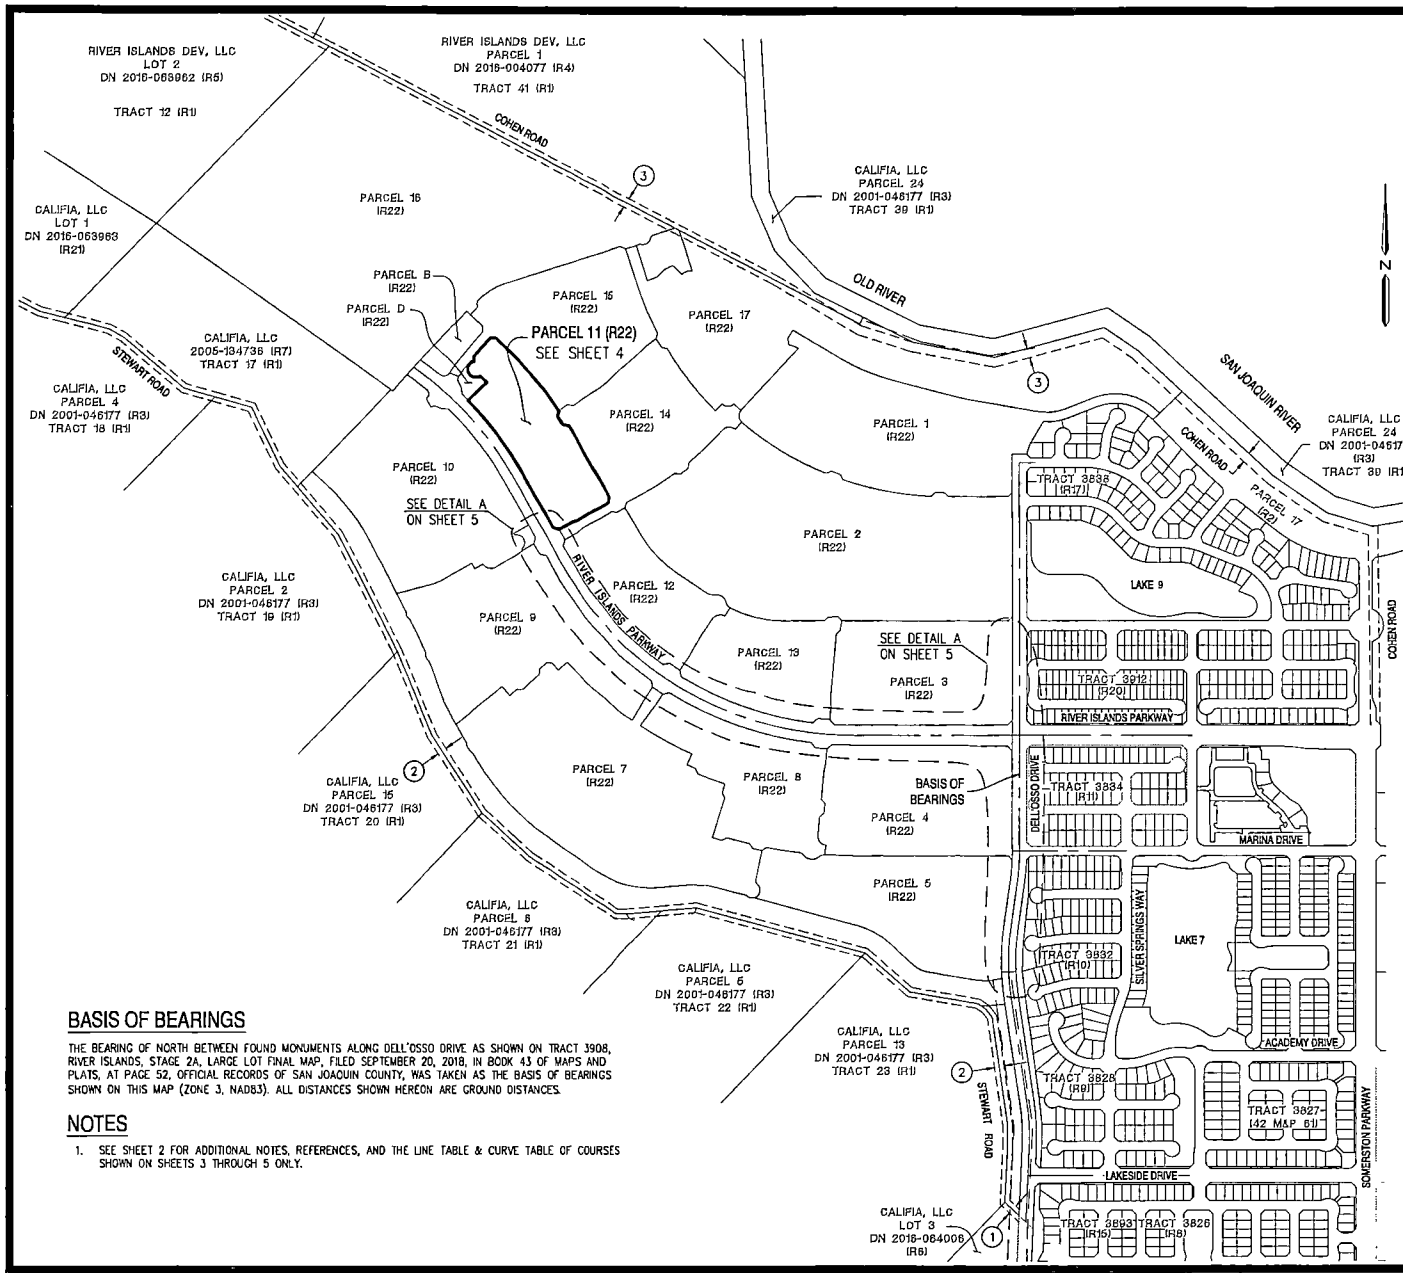 RIVER ISLANDS DEV, LLC
LOT 2
DN 2016-063962 (R5)
TRACT 12 (R1)
RIVER ISLANDS DEV, LLC
PARCEL 1
DN 2016-004077 (R4)
TRACT 41 (R1)
COHEN ROAD
3
CALIFIA, LLC
PARCEL 24
DN 2001-046177 (R3)
TRACT 39 (R1)
CALIFIA, LLC
LOT 1
DN 2016-063963
(R21)
PARCEL 16
(R22)
PARCEL B
(R22)
PARCEL D
(R22)
PARCEL 15
(R22)
PARCEL 11 (R22)
SEE SHEET 4
PARCEL 17
(R22)
OLD RIVER
N
SAN JOAQUIN RIVER
3
STEWART ROAD
CALIFIA, LLC
2005-134736 (R7)
TRACT 17 (R1)
CALIFIA, LLC
PARCEL 4
DN 2001-046177 (R3)
TRACT 18 (R1)
PARCEL 14
(R22)
PARCEL 1
(R22)
COHEN ROAD
CALIFIA, LLC
PARCEL 24
DN 2001-04617
(R3)
TRACT 39 (R1
PARCEL 10
(R22)
SEE DETAIL A
ON SHEET 5
TRACT 3838
(R17)
PARCEL 17
(R2)
PARCEL 2
(R22)
CALIFIA, LLC
PARCEL 2
DN 2001-046177 (R3)
TRACT 19 (R1)
PARCEL 9
(R22)
RIVER ISLANDS PARKWAY
PARCEL 12
(R22)
LAKE 9
COHEN ROAD
PARCEL 13
(R22)
SEE DETAIL A
ON SHEET 5
PARCEL 3
(R22)
TRACT 3912
(R20)
RIVER ISLANDS PARKWAY
2
CALIFIA, LLC
PARCEL 15
DN 2001-046177 (R3)
TRACT 20 (R1)
PARCEL 7
(R22)
PARCEL 8
(R22)
BASIS OF
BEARINGS
DELL'OSSO DRIVE
TRACT 3834
(R11)
PARCEL 4
(R22)
MARINA DRIVE
PARCEL 5
(R22)
CALIFIA, LLC
PARCEL 6
DN 2001-046177 (R3)
TRACT 21 (R1)
SILVER SPRINGS WAY
LAKE 7
TRACT 3832
(R10)
CALIFIA, LLC
PARCEL 5
DN 2001-046177 (R3)
TRACT 22 (R1)
BASIS OF BEARINGS
THE BEARING OF NORTH BETWEEN FOUND MONUMENTS ALONG DELL'OSSO DRIVE AS SHOWN ON TRACT 3908,
RIVER ISLANDS, STAGE 2A, LARGE LOT FINAL MAP, FILED SEPTEMBER 20, 2018, IN BOOK 43 OF MAPS AND
PLATS, AT PAGE 52, OFFICIAL RECORDS OF SAN JOAQUIN COUNTY, WAS TAKEN AS THE BASIS OF BEARINGS
SHOWN ON THIS MAP (ZONE 3, NAD83). ALL DISTANCES SHOWN HEREON ARE GROUND DISTANCES.
CALIFIA, LLC
PARCEL 13
DN 2001-046177 (R3)
TRACT 23 (R1)
2
STEWART ROAD
ACADEMY DRIVE
TRACT 3826
(R9)
TRACT 3827
(42 M&P 61)
SOMERSTON PARKWAY
NOTES
1. SEE SHEET 2 FOR ADDITIONAL NOTES, REFERENCES, AND THE LINE TABLE & CURVE TABLE OF COURSES
SHOWN ON SHEETS 3 THROUGH 5 ONLY.
LAKESIDE DRIVE
CALIFIA, LLC
LOT 3
DN 2016-064006
(R6)
1
TRACT 3893
(R15)
TRACT 3826
(R8)